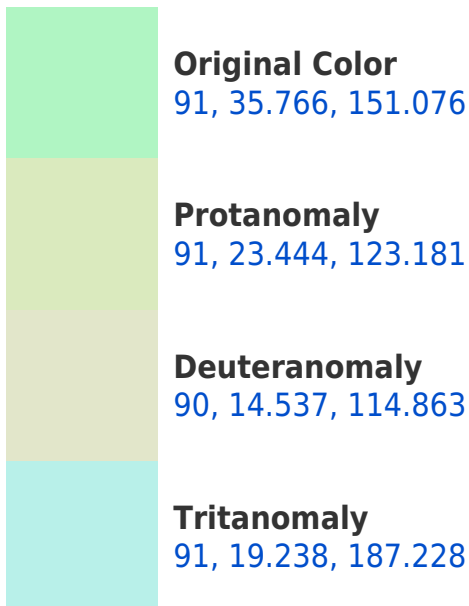 Original Color
91, 35.766, 151.076
Protanomaly
91, 23.444, 123.181
Deuteranomaly
90, 14.537, 114.863
Tritanomaly
91, 19.238, 187.228